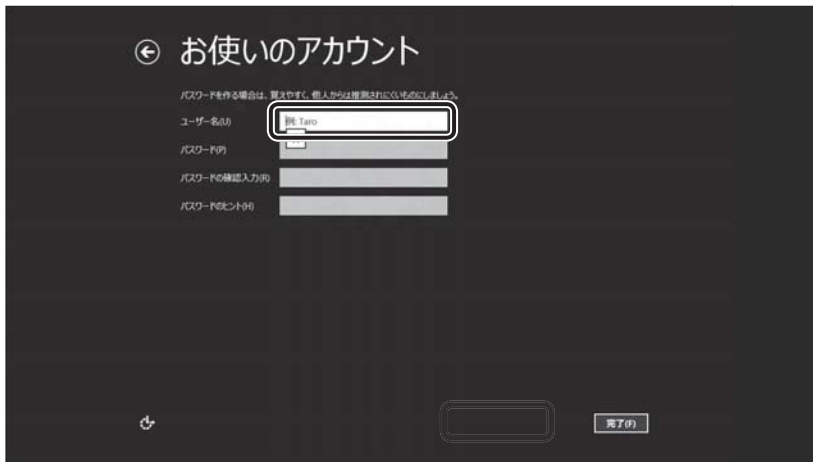 お使いのアカウント
パスワードを作る場合は、覚えやすく、他人からは推測されにくいものにしましょう。
ユーザー名(U)
例: Taro
パスワード(P)
パスワードの確認入力(R)
パスワードのヒント(H)
完了(F)